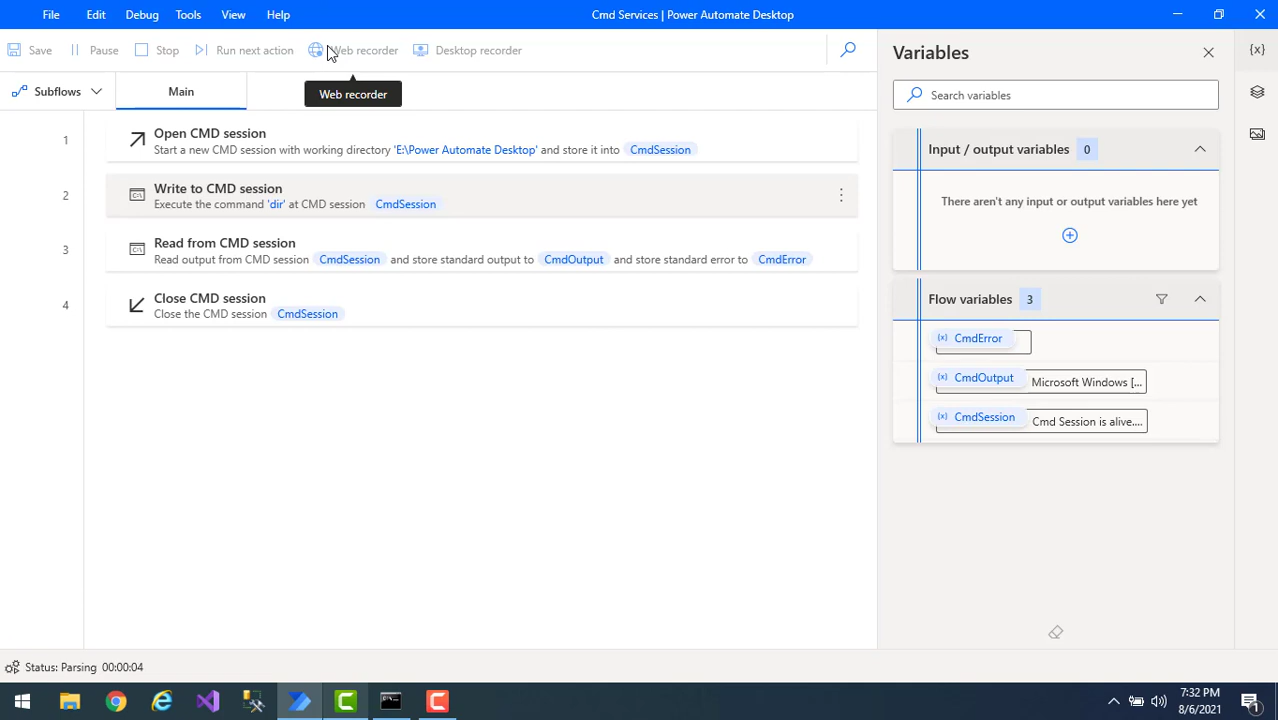 File Edit Debug Tools View Help
Cmd Services | Power Automate Desktop
Save Pause Stop Run next action Web recorder Desktop recorder
Web recorder
Subflows Main
1 Open CMD session
Start a new CMD session with working directory 'E:\Power Automate Desktop' and store it into CmdSession
2 Write to CMD session
Execute the command 'dir' at CMD session CmdSession
3 Read from CMD session
Read output from CMD session CmdSession and store standard output to CmdOutput and store standard error to CmdError
4 Close CMD session
Close the CMD session CmdSession
Variables {x}
Search variables
Input / output variables 0
There aren't any input or output variables here yet
Flow variables 3
(x) CmdError
(x) CmdOutput Microsoft Windows [...
(x) CmdSession Cmd Session is alive....
Status: Parsing 00:00:04
7:32 PM
8/6/2021
1